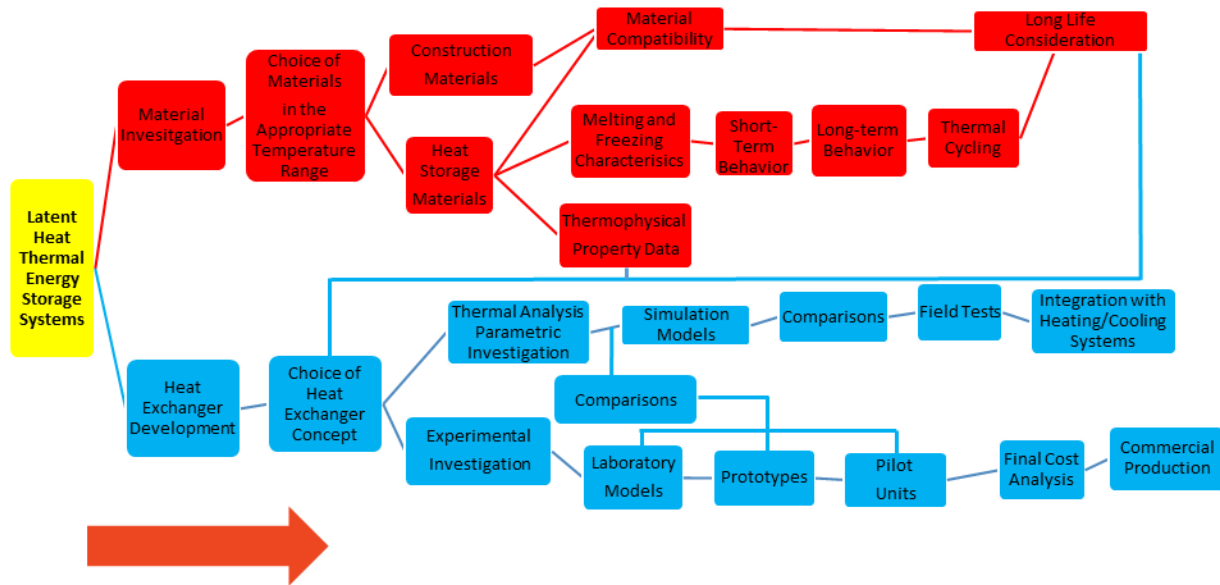 Latent
Heat
Thermal
Energy
Storage
Systems
Material
Invesitgation
Choice of
Materials
in the
Appropriate
Temperature
Range
Construction
Materials
Heat
Storage
Materials
Material
Compatibility
Long Life
Consideration
Melting and
Freezing
Characterisics
Short-
Term
Behavior
Long-term
Behavior
Thermal
Cycling
Thermophysical
Property Data
Heat
Exchanger
Development
Choice of
Heat
Exchanger
Concept
Thermal Analysis
Parametric
Investigation
Simulation
Models
Comparisons
Field Tests
Integration with
Heating/Cooling
Systems
Comparisons
Experimental
Investigation
Laboratory
Models
Prototypes
Pilot
Units
Final Cost
Analysis
Commercial
Production